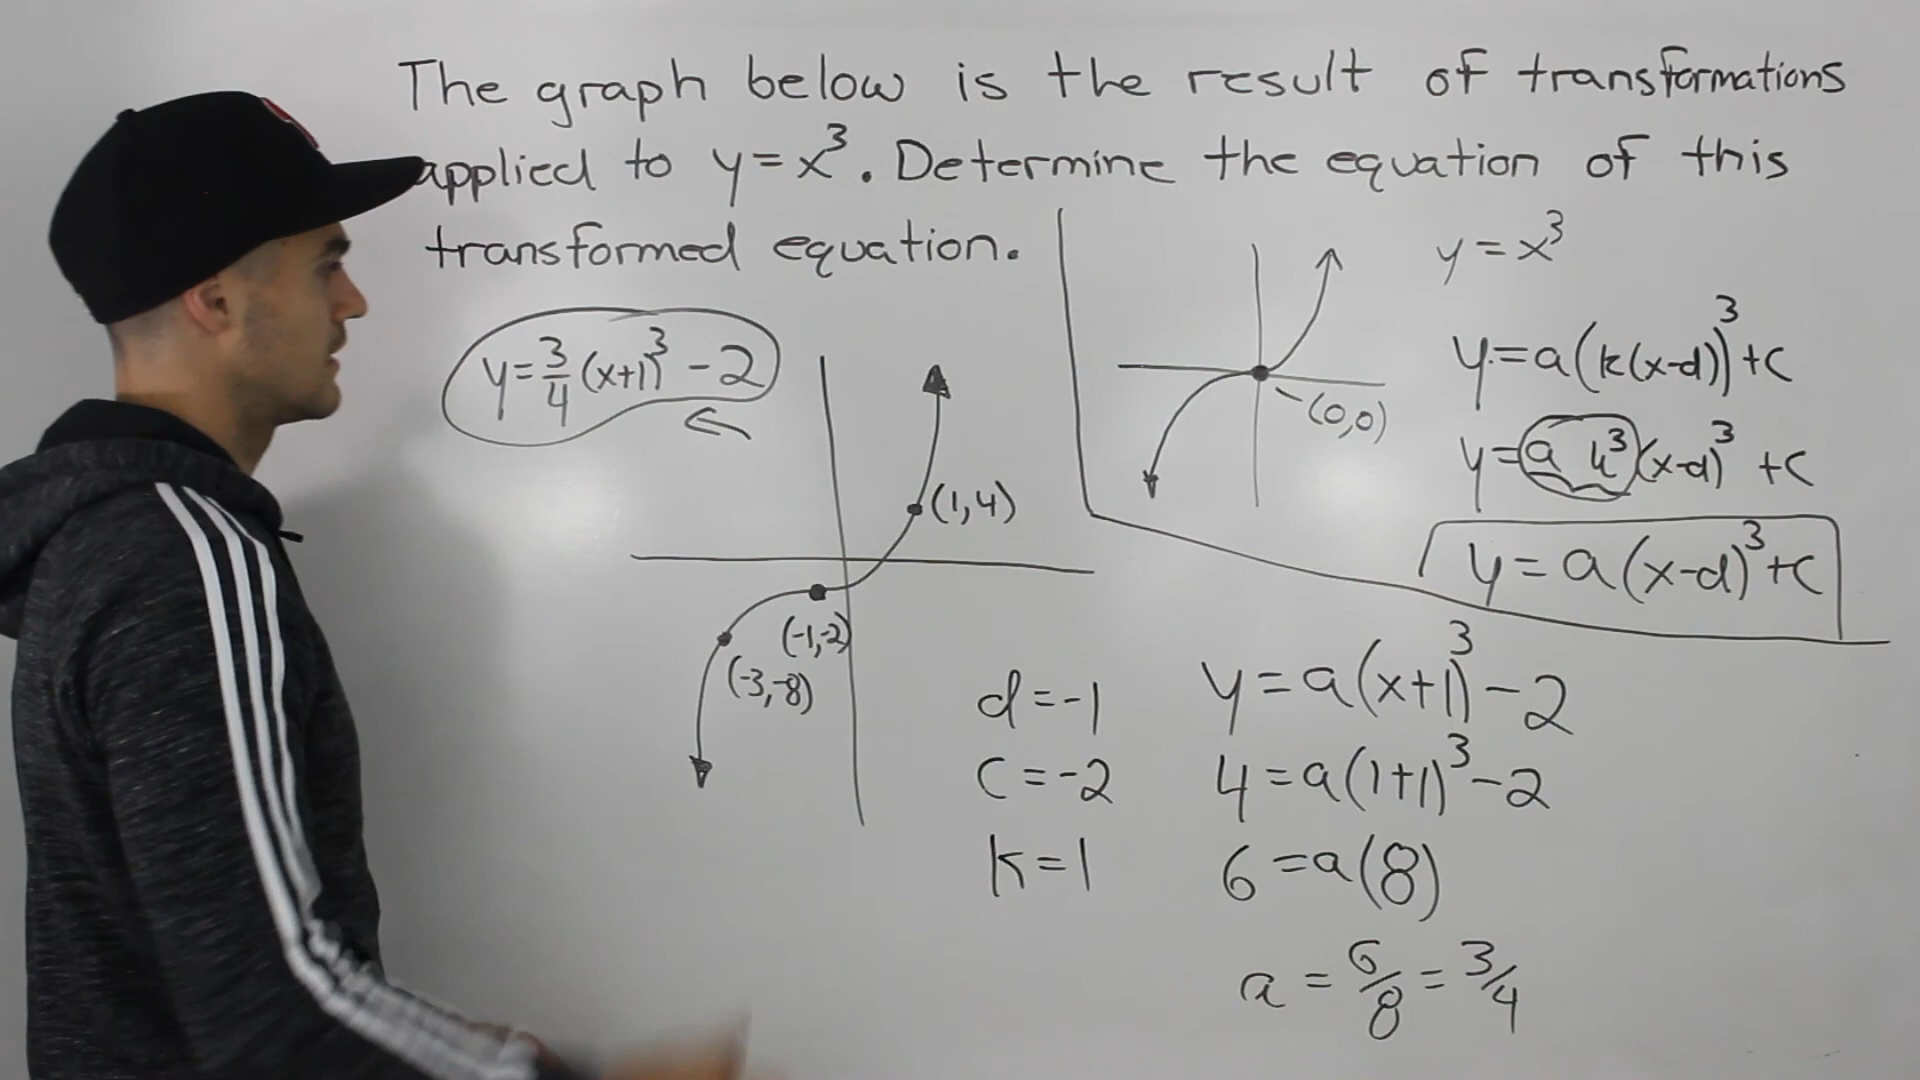 The graph below is the result of transformations
applied to y=x³. Determine the equation of this
transformed equation.
y=3/4(x+1)³-2
(1,4)
(-1,-2)
(-3,-8)
(0,0)
y=x³
y=a(k(x-d))³+c
y=a k³(x-d)³+c
y=a(x-d)³+c
d=-1
c=-2
k=1
y=a(x+1)³-2
4=a(1+1)³-2
6=a(8)
a=6/8=3/4